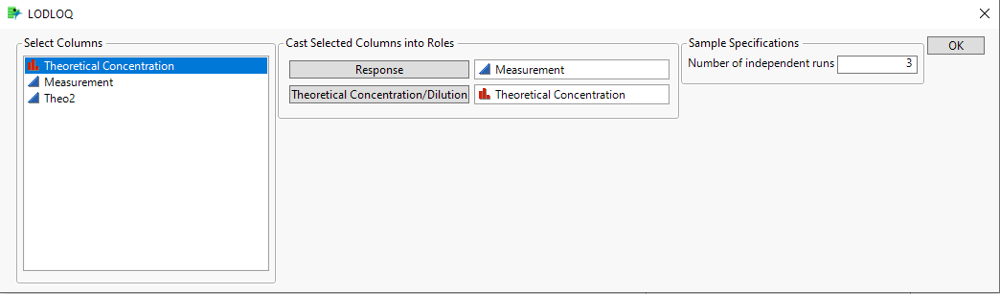 LODLOQ
Select Columns
Theoretical Concentration
Measurement
Theo2
Cast Selected Columns into Roles
Response
Measurement
Theoretical Concentration/Dilution
Theoretical Concentration
Sample Specifications
Number of independent runs 3
OK